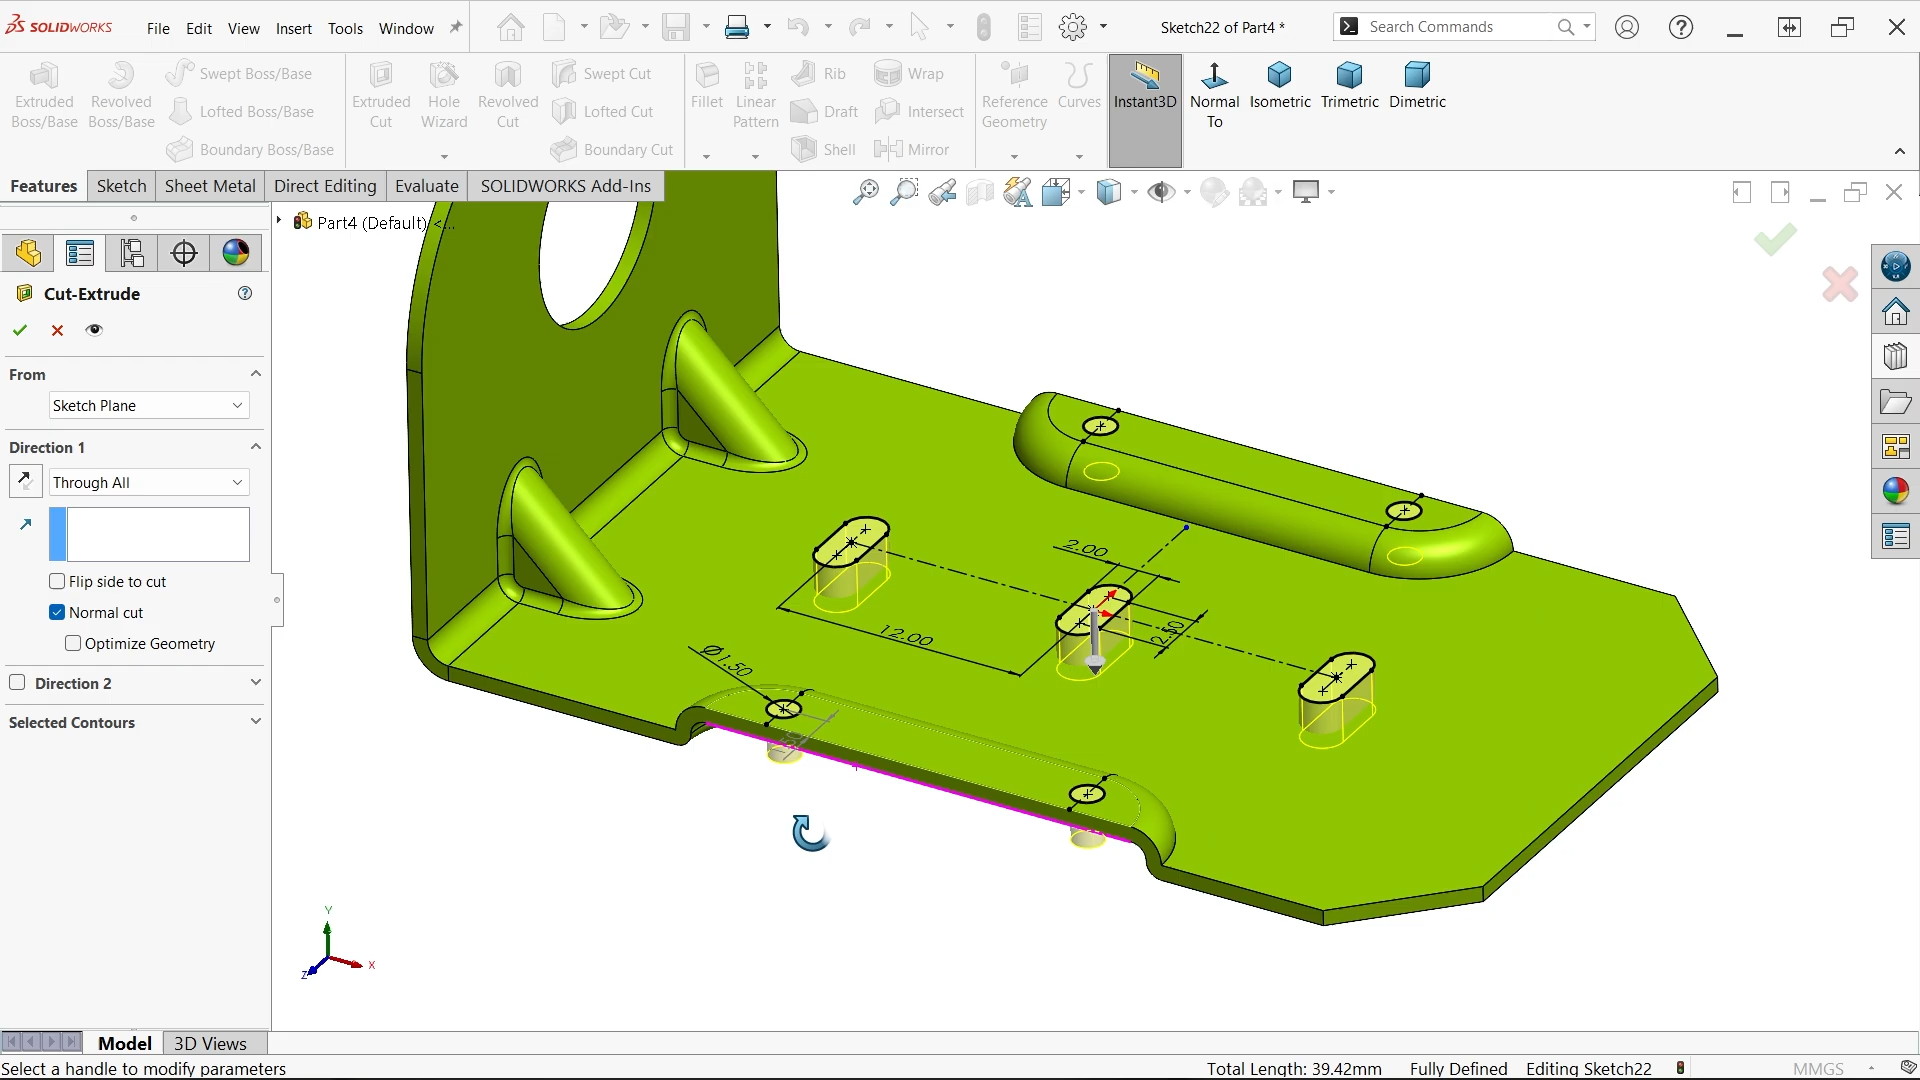 SOLIDWORKS
File Edit View Insert Tools Window
Sketch22 of Part4 *
Search Commands
Extruded Boss/Base
Revolved Boss/Base
Swept Boss/Base
Lofted Boss/Base
Boundary Boss/Base
Extruded Cut
Hole Wizard
Revolved Cut
Swept Cut
Lofted Cut
Boundary Cut
Fillet
Linear Pattern
Rib
Draft
Shell
Wrap
Intersect
Mirror
Reference Geometry
Curves
Instant3D
Normal To
Isometric
Trimetric
Dimetric
Features Sketch Sheet Metal Direct Editing Evaluate SOLIDWORKS Add-Ins
Part4 (Default) <...
Cut-Extrude
From
Sketch Plane
Direction 1
Through All
Flip side to cut
Normal cut
Optimize Geometry
Direction 2
Selected Contours
2.00
12.00
2.50
Ø1.50
Y
X
Z
Model 3D Views
Select a handle to modify parameters
Total Length: 39.42mm Fully Defined Editing Sketch22 MMGS